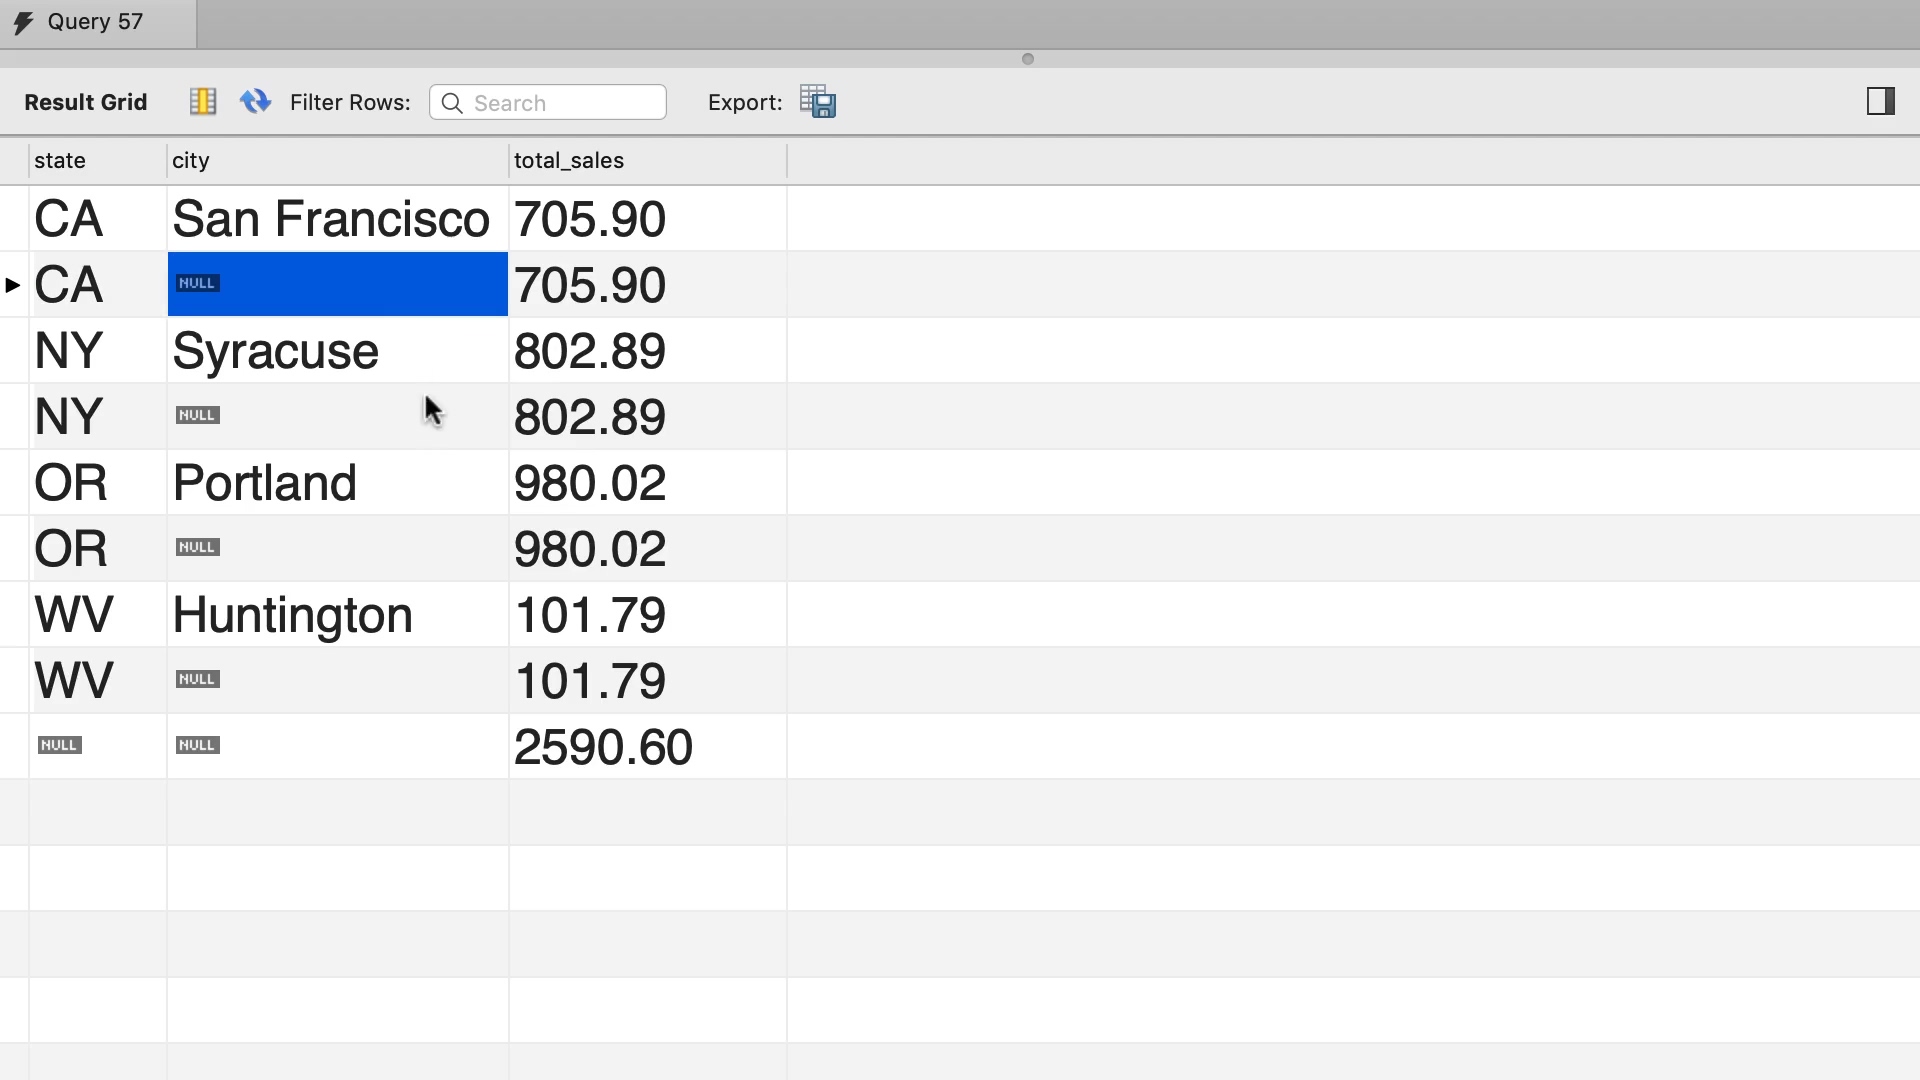 Query 57
Result Grid Filter Rows: Search Export:
state city total_sales
CA San Francisco 705.90
CA NULL 705.90
NY Syracuse 802.89
NY NULL 802.89
OR Portland 980.02
OR NULL 980.02
WV Huntington 101.79
WV NULL 101.79
NULL NULL 2590.60